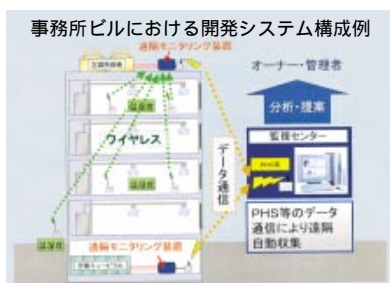 事務所ビルにおける開発システム構成例
遠隔モニタリング装置
オーナー・管理者
分析・提案
温湿度
ワイヤレス
データ通信
監視センター
PHS等
温湿度
温湿度
遠隔モニタリング装置
PHS等のデータ
通信により遠隔
自動収集